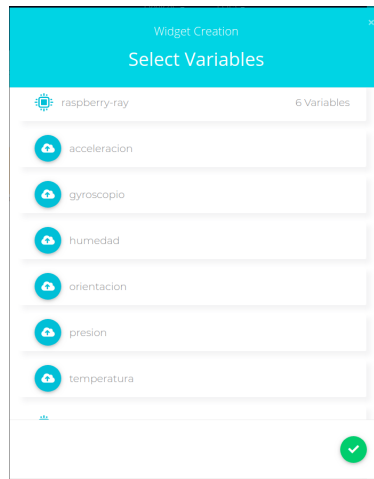 Widget Creation
×
Select Variables
raspberry-ray 6 Variables
acceleracion
gyroscopio
humedad
orientacion
presion
temperatura